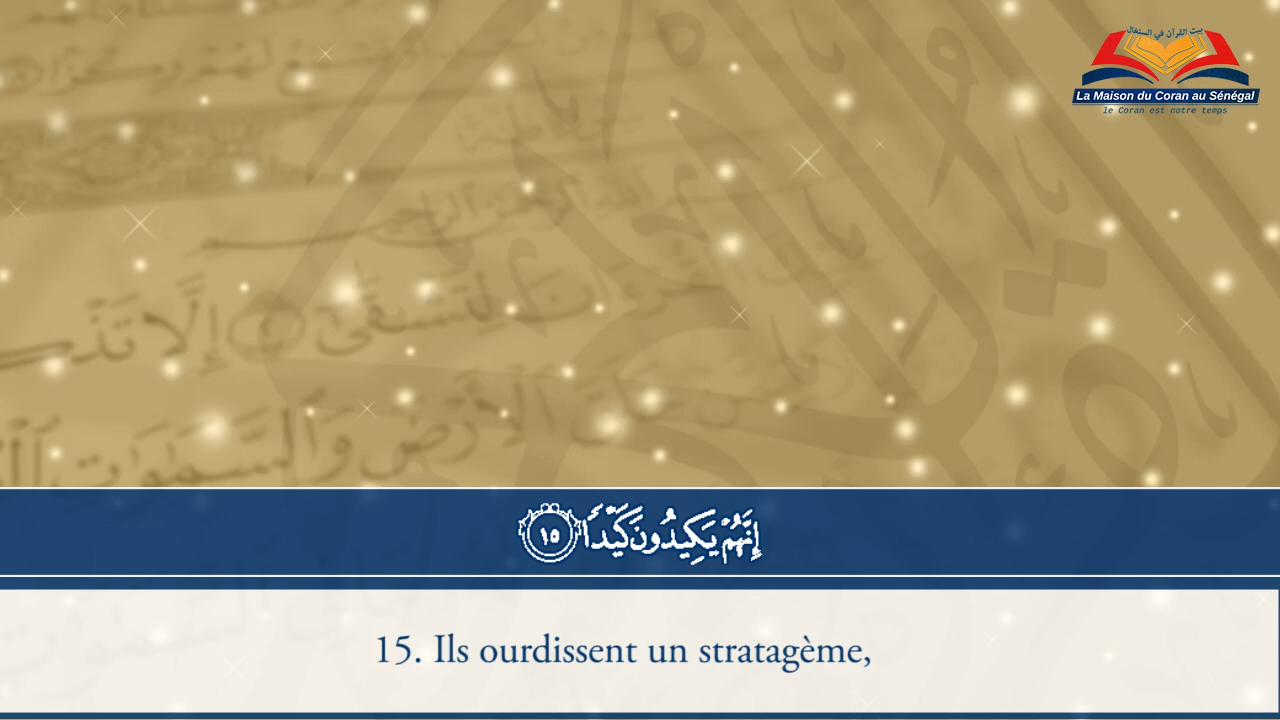 بيت القرآن في السنغال
La Maison du Coran au Sénégal
le Coran est notre temps
إِنَّهُمْ يَكِيدُونَ كَيْدًا ١٥
15. Ils ourdissent un stratagème,